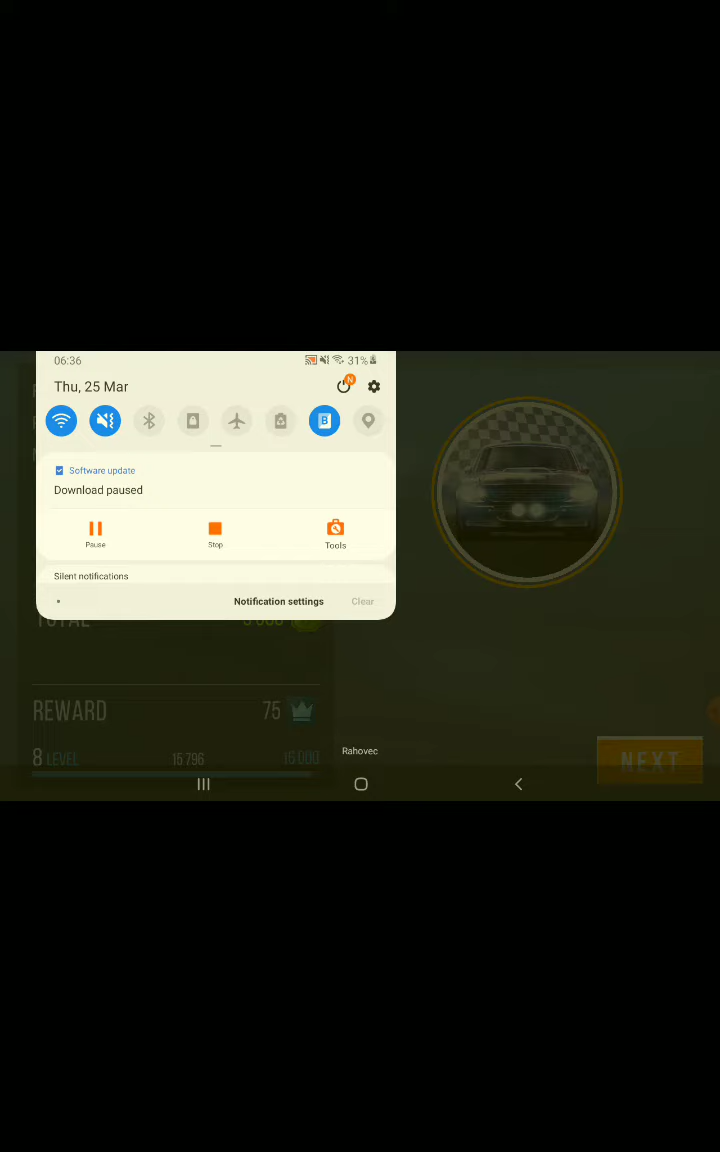 06:36
31%
Thu, 25 Mar
N
B
Software update
Download paused
Pause
Stop
Tools
Silent notifications
Notification settings
Clear
TOTAL
REWARD
75
8 LEVEL
15 796
16 000
Rahovec
NEXT